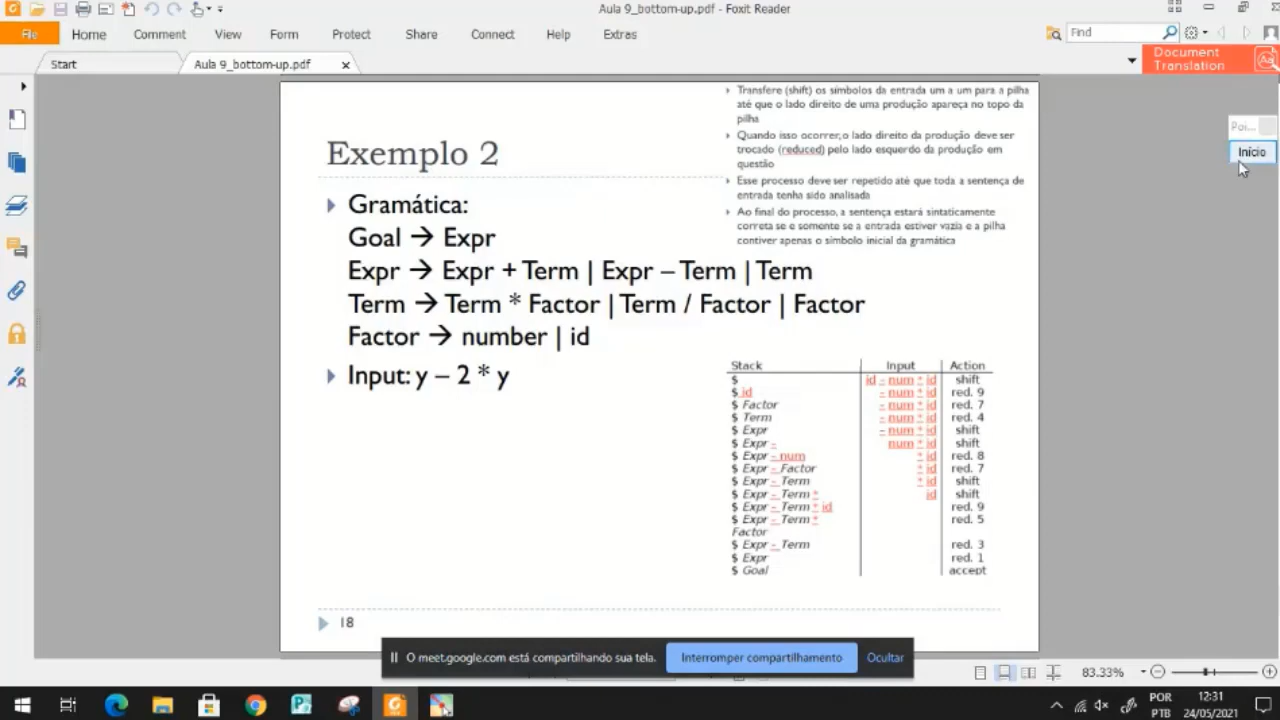 Aula 9_bottom-up.pdf - Foxit Reader
File Home Comment View Form Protect Share Connect Help Extras
Find
Start
Aula 9_bottom-up.pdf
Document
Translation
Transfere (shift) os símbolos da entrada um a um para a pilha
até que o lado direito de uma produção apareça no topo da
pilha
Quando isso ocorrer, o lado direito da produção deve ser
trocado (reduced) pelo lado esquerdo da produção em
questão
Esse processo deve ser repetido até que toda a sentença de
entrada tenha sido analisada
Ao final do processo, a sentença estará sintaticamente
correta se e somente se a entrada estiver vazia e a pilha
contiver apenas o símbolo inicial da gramática
Poi...
Início
Exemplo 2
Gramática:
Goal → Expr
Expr → Expr + Term | Expr – Term | Term
Term → Term * Factor | Term / Factor | Factor
Factor → number | id
Input: y – 2 * y
Stack Input Action
$ id - num * id shift
$ id - num * id red. 9
$ Factor - num * id red. 7
$ Term - num * id red. 4
$ Expr - num * id shift
$ Expr - num * id shift
$ Expr - num * id red. 8
$ Expr - Factor * id red. 7
$ Expr - Term * id shift
$ Expr - Term * id shift
$ Expr - Term * id red. 9
$ Expr - Term * red. 5
Factor
$ Expr - Term red. 3
$ Expr red. 1
$ Goal accept
18
O meet.google.com está compartilhando sua tela. Interromper compartilhamento Ocultar
83.33%
POR
PTB
12:31
24/05/2021